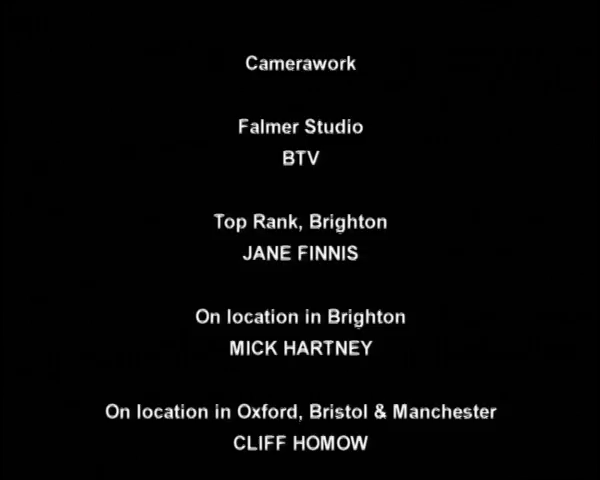 Camerawork
Falmer Studio
BTV
Top Rank, Brighton
JANE FINNIS
On location in Brighton
MICK HARTNEY
On location in Oxford, Bristol & Manchester
CLIFF HOMOW